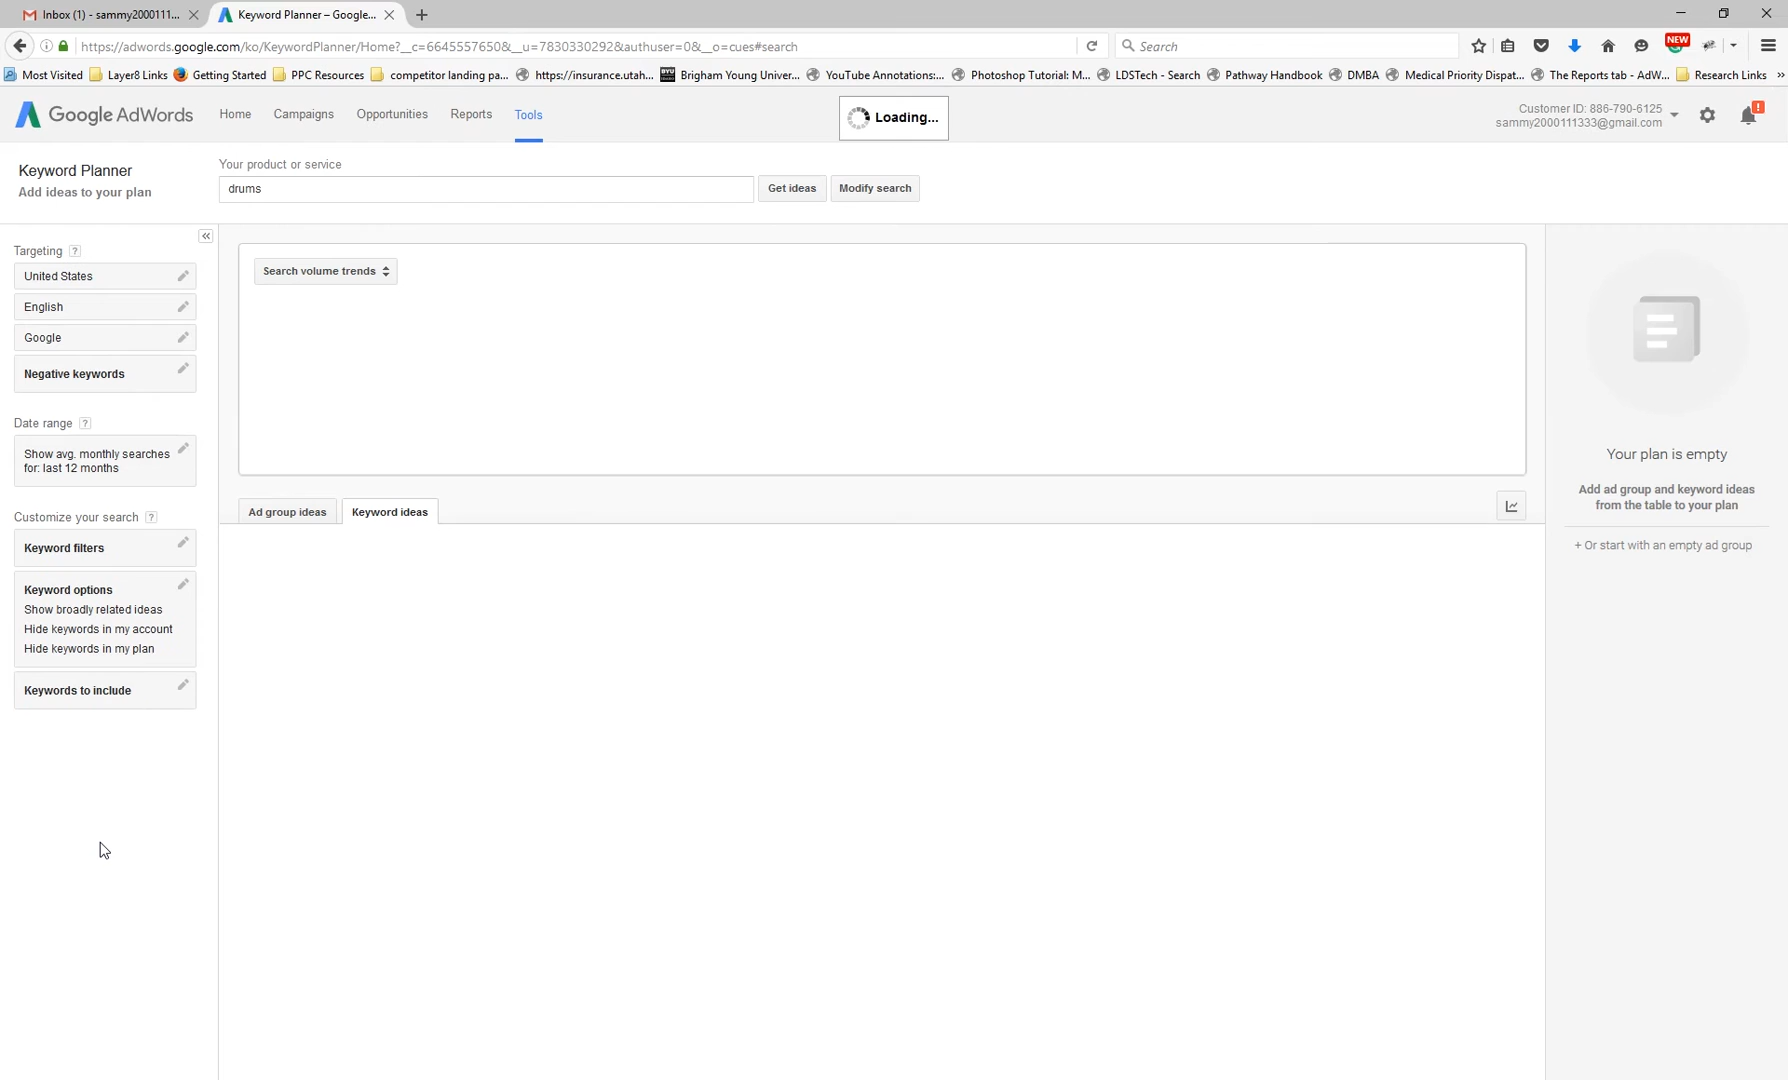 Inbox (1) - sammy2000111...
Keyword Planner – Google...
https://adwords.google.com/ko/KeywordPlanner/Home?__c=6645557650&__u=7830330292&authuser=0&__o=cues#search
Search
NEW
Most Visited
Layer8 Links
Getting Started
PPC Resources
competitor landing pa...
https://insurance.utah...
BYU
Brigham Young Univer...
YouTube Annotations:...
Photoshop Tutorial: M...
LDSTech - Search
Pathway Handbook
DMBA
Medical Priority Dispat...
The Reports tab - AdW...
Research Links
»
Google AdWords
Home
Campaigns
Opportunities
Reports
Tools
Loading...
Customer ID: 886-790-6125
sammy2000111333@gmail.com
!
Keyword Planner
Add ideas to your plan
Your product or service
drums
Get ideas
Modify search
«
Targeting ?
United States
English
Google
Negative keywords
Date range ?
Show avg. monthly searches
for: last 12 months
Customize your search ?
Keyword filters
Keyword options
Show broadly related ideas
Hide keywords in my account
Hide keywords in my plan
Keywords to include
Search volume trends
Ad group ideas
Keyword ideas
Your plan is empty
Add ad group and keyword ideas
from the table to your plan
+ Or start with an empty ad group